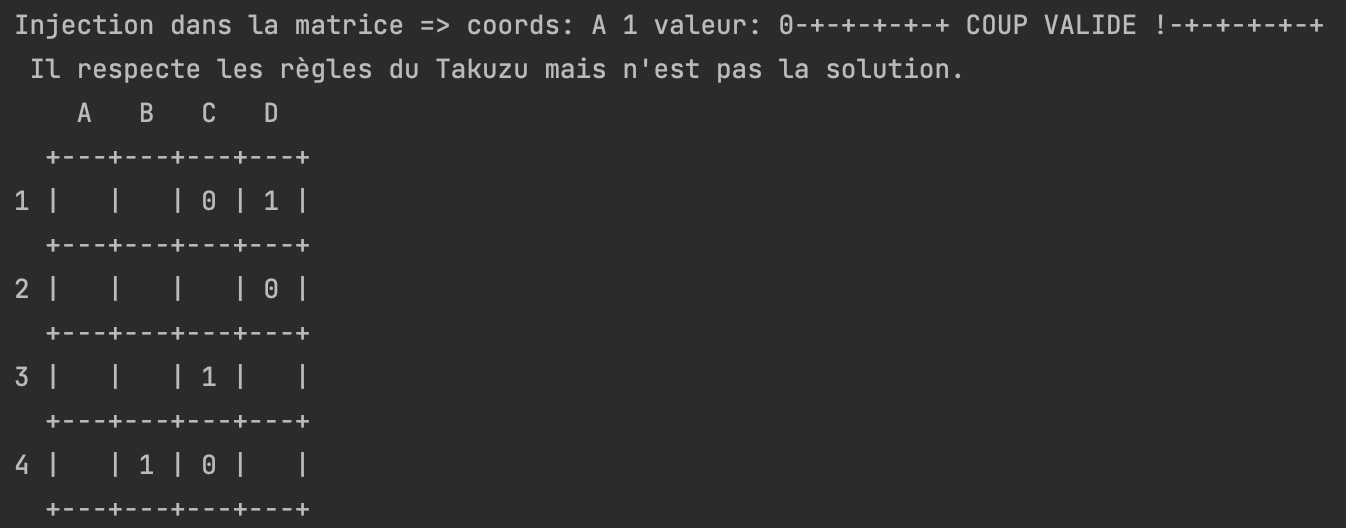 Injection dans la matrice => coords: A 1 valeur: 0-+-+-+-+-+ COUP VALIDE !-+-+-+-+-+
 Il respecte les règles du Takuzu mais n'est pas la solution.
    A   B   C   D
  +---+---+---+---+
1 |   |   | 0 | 1 |
  +---+---+---+---+
2 |   |   |   | 0 |
  +---+---+---+---+
3 |   |   | 1 |   |
  +---+---+---+---+
4 |   | 1 | 0 |   |
  +---+---+---+---+